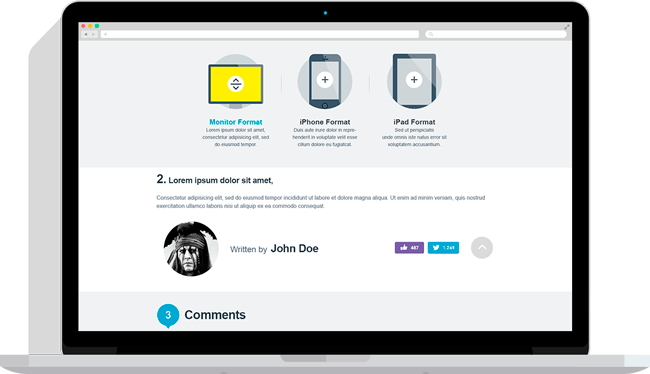 Monitor Format
Lorem ipsum dolor sit amet,
consectetur adipisicing elit, sed
do eiusmod tempor
iPhone Format
Duis aute irure dolor in repre-
henderit in voluptate velit esse
cillum dolore eu fugiatcat.
iPad Format
Sed ut perspiciatis
unde omnis iste natus error sit
voluptatem accusantium.
2. Lorem ipsum dolor sit amet,
Consectetur adipisicing elit, sed do eiusmod tempor incididunt ut labore et dolore magna aliqua. Ut enim ad minim veniam, quis nostrud
exercitation ullamco laboris nisi ut aliquip ex ea commodo consequat.
Written by John Doe
487
1.241
3 Comments